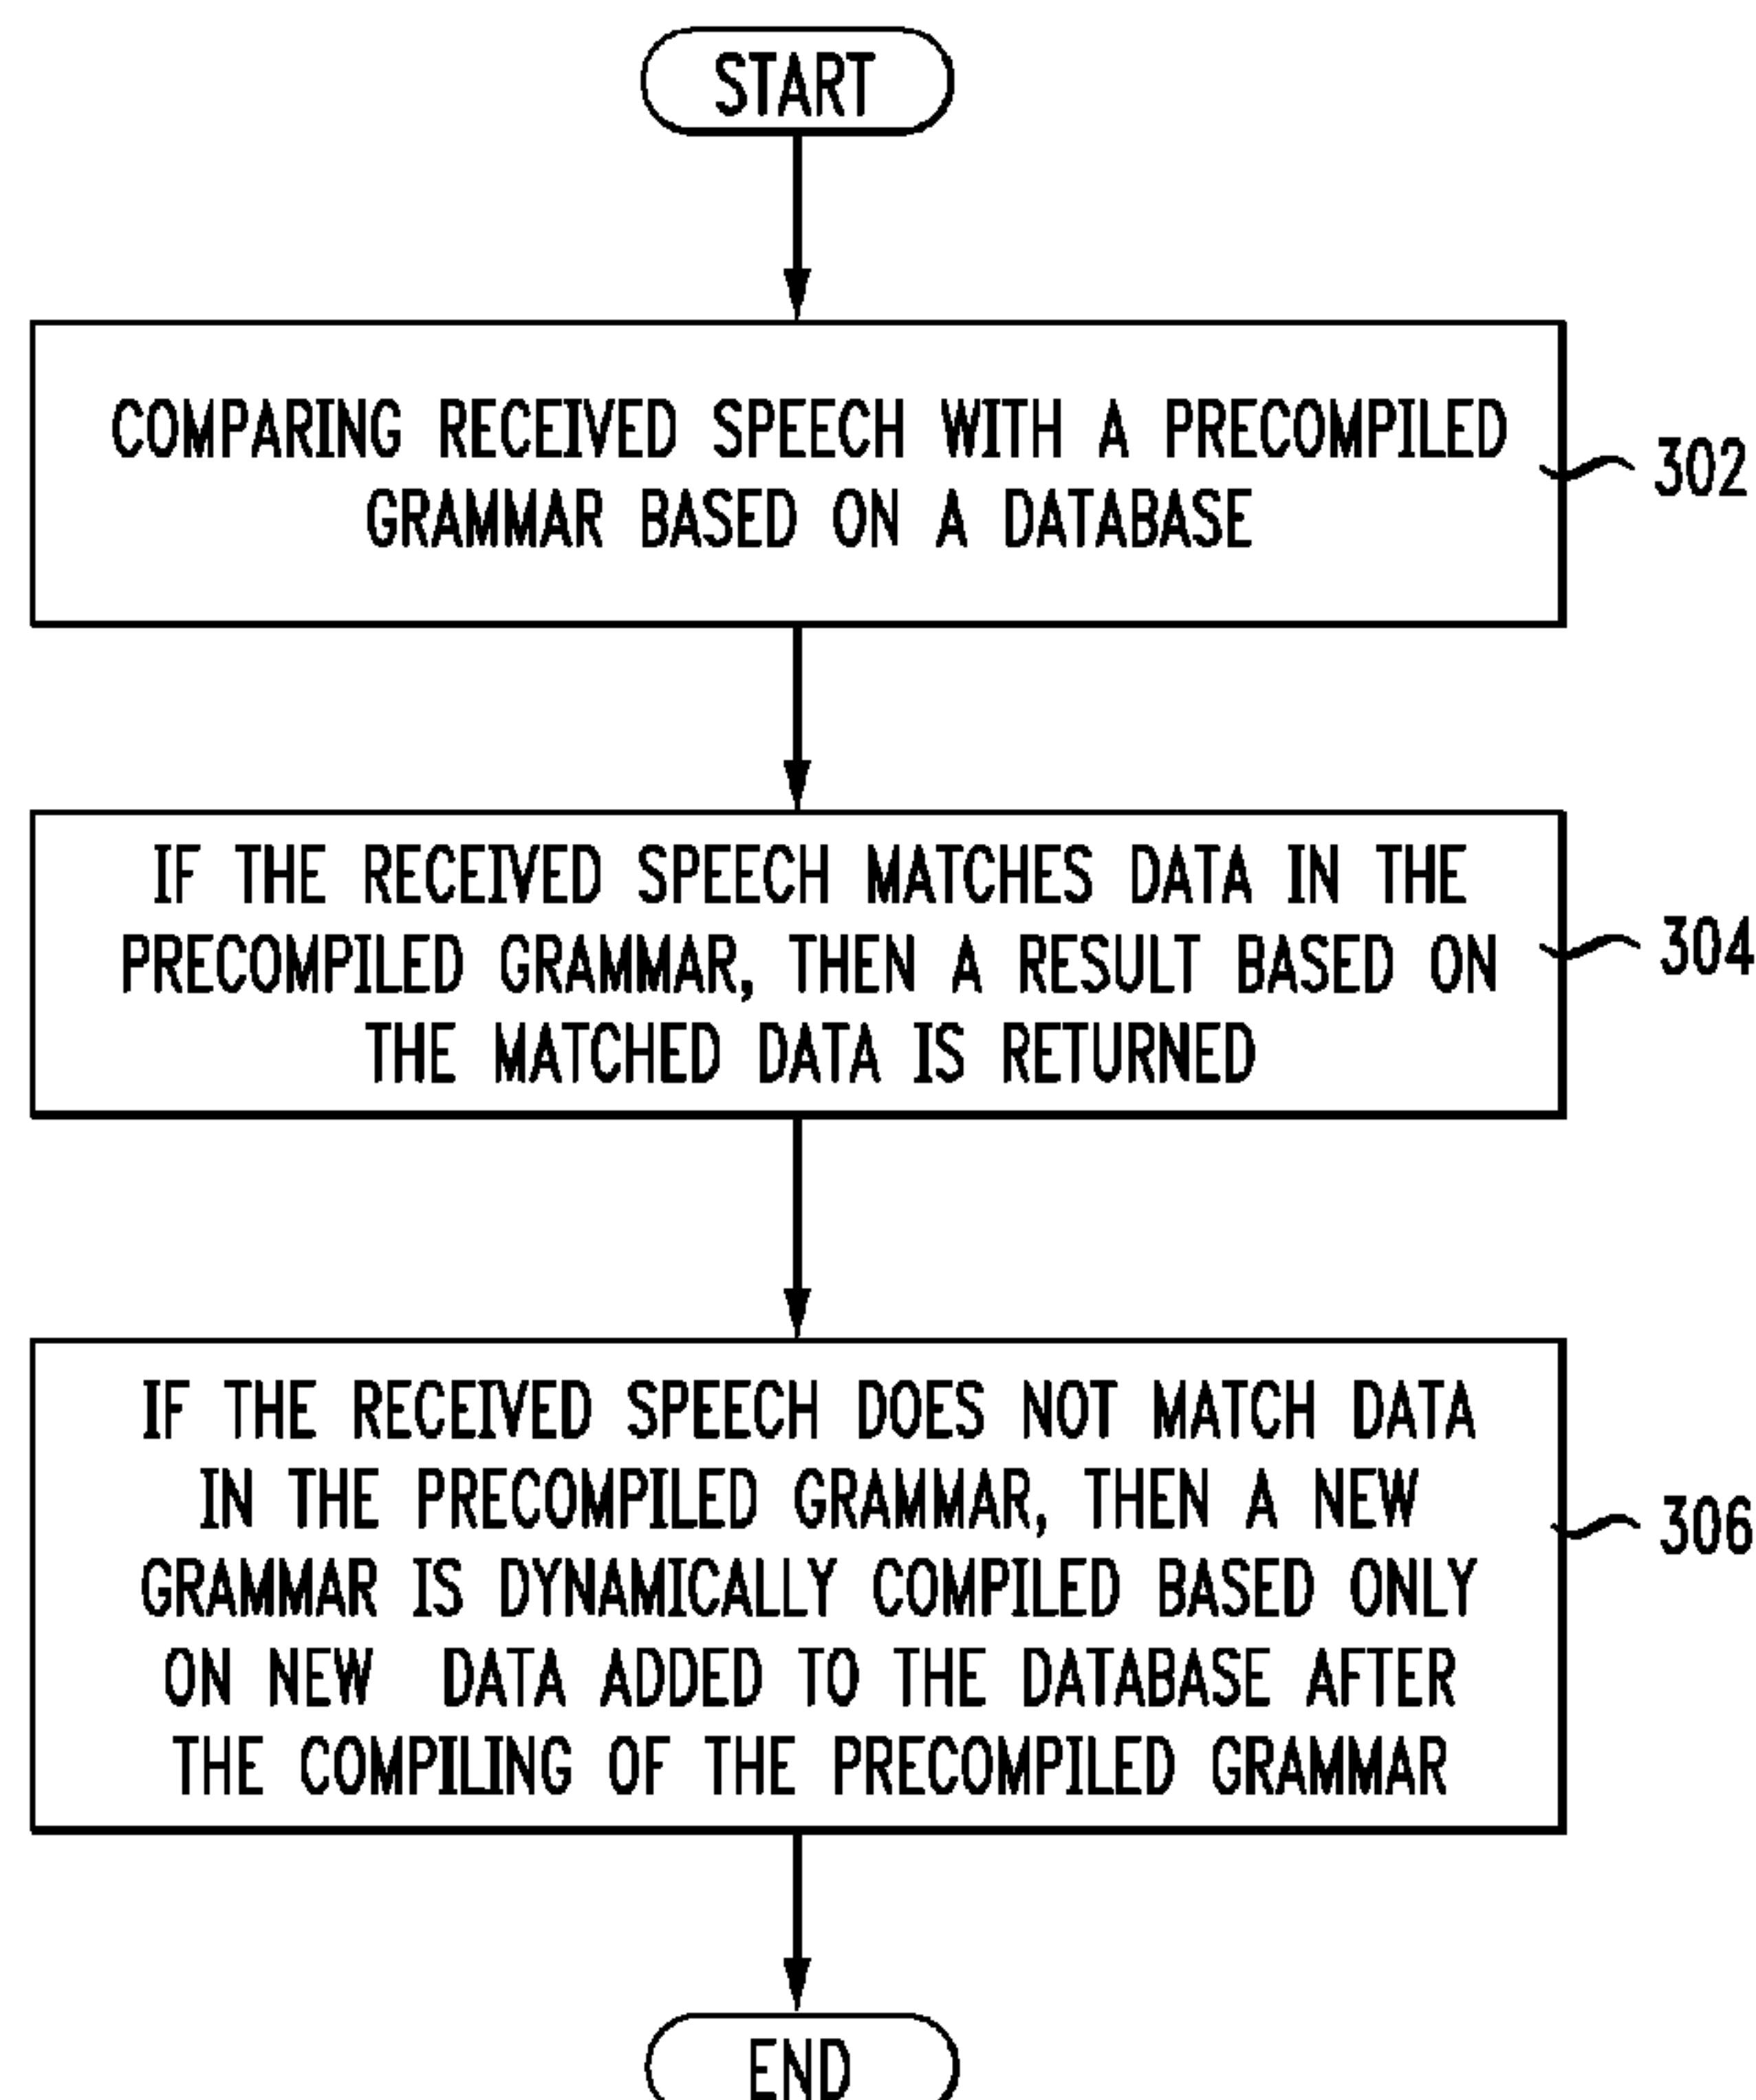 START
COMPARING RECEIVED SPEECH WITH A PRECOMPILED
GRAMMAR BASED ON A DATABASE
302
IF THE RECEIVED SPEECH MATCHES DATA IN THE
PRECOMPILED GRAMMAR, THEN A RESULT BASED ON
THE MATCHED DATA IS RETURNED
304
IF THE RECEIVED SPEECH DOES NOT MATCH DATA
IN THE PRECOMPILED GRAMMAR, THEN A NEW
GRAMMAR IS DYNAMICALLY COMPILED BASED ONLY
ON NEW DATA ADDED TO THE DATABASE AFTER
THE COMPILING OF THE PRECOMPILED GRAMMAR
306
END